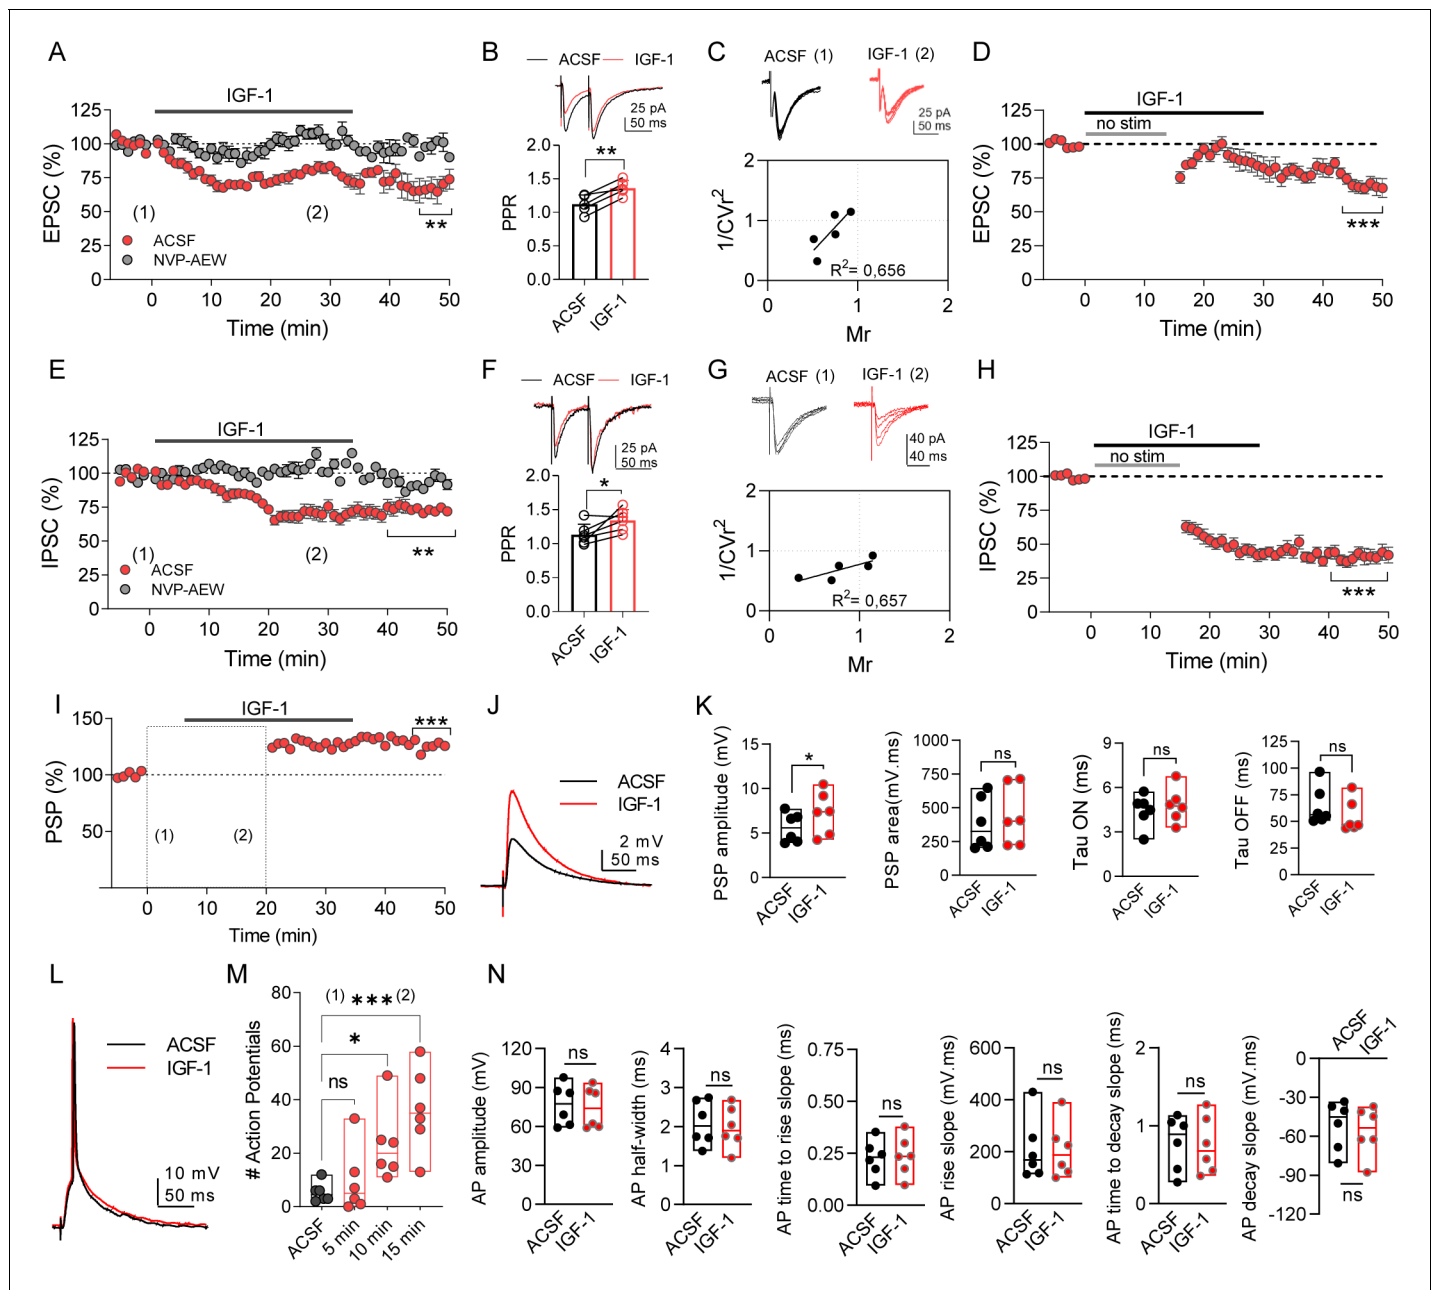 A
IGF-1
EPSC (%)
125
100
75
50
25
0
(1)
(2)
**
ACSF
NVP-AEW
0 10 20 30 40 50
Time (min)
B
ACSF IGF-1
25 pA
50 ms
PPR
2.0
1.5
1.0
0.5
0.0
**
ACSF
IGF-1
C
ACSF (1) IGF-1 (2)
25 pA
50 ms
1/CVr²
2
1
0
R²= 0,656
0 1 2
Mr
D
IGF-1
no stim
EPSC (%)
125
100
75
50
25
0
***
0 10 20 30 40 50
Time (min)
E
IGF-1
IPSC (%)
125
100
75
50
25
0
(1)
(2)
**
ACSF
NVP-AEW
0 10 20 30 40 50
Time (min)
F
ACSF IGF-1
25 pA
50 ms
PPR
2.0
1.5
1.0
0.5
0.0
*
ACSF
IGF-1
G
ACSF (1) IGF-1 (2)
40 pA
40 ms
1/CVr²
2
1
0
R²= 0,657
0 1 2
Mr
H
IGF-1
no stim
IPSC (%)
125
100
75
50
25
0
***
0 10 20 30 40 50
Time (min)
I
IGF-1
PSP (%)
150
100
50
***
(1) (2)
0 10 20 30 40 50
Time (min)
J
ACSF
IGF-1
2 mV
50 ms
K
PSP amplitude (mV)
15
10
5
0
*
ACSF
IGF-1
PSP area(mV.ms)
1000
750
500
250
0
ns
ACSF
IGF-1
Tau ON (ms)
9
6
3
0
ns
ACSF
IGF-1
Tau OFF (ms)
125
100
75
50
25
0
ns
ACSF
IGF-1
L
ACSF
IGF-1
10 mV
50 ms
M
# Action Potentials
80
60
40
20
0
(1) *** (2)
*
ns
ACSF
5 min
10 min
15 min
N
AP amplitude (mV)
120
90
60
30
0
ns
ACSF
IGF-1
AP half-width (ms)
4
3
2
1
0
ns
ACSF
IGF-1
AP time to rise slope (ms)
0.75
0.50
0.25
0.00
ns
ACSF
IGF-1
AP rise slope (mV.ms)
600
400
200
0
ns
ACSF
IGF-1
AP time to decay slope (ms)
2
1
0
ns
ACSF
IGF-1
AP decay slope (mV.ms)
ACSF
IGF-1
0
-30
-60
-90
-120
ns